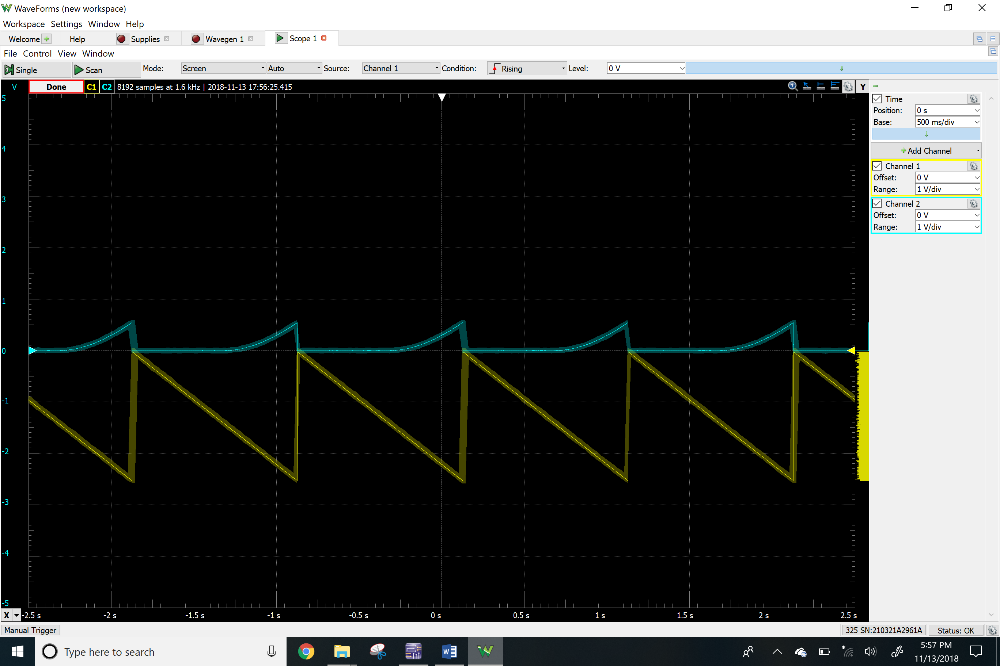 WaveForms (new workspace)
Workspace Settings Window Help
Welcome Help Supplies Wavegen 1 Scope 1
File Control View Window
Single Scan Mode: Screen Auto Source: Channel 1 Condition: Rising Level: 0 V
V Done C1 C2 8192 samples at 1.6 kHz | 2018-11-13 17:56:25.415 Y
Time
Position: 0 s
Base: 500 ms/div
Add Channel
Channel 1
Offset: 0 V
Range: 1 V/div
Channel 2
Offset: 0 V
Range: 1 V/div
5
4
3
2
1
0
-1
-2
-3
-4
-5
X -2.5 s -2 s -1.5 s -1 s -0.5 s 0 s 0.5 s 1 s 1.5 s 2 s 2.5 s
Manual Trigger 325 SN:210321A2961A Status: OK
Type here to search
5:57 PM
11/13/2018